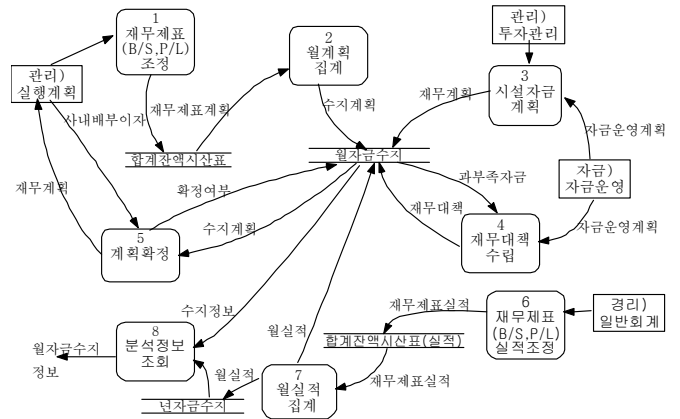 1
재무제표
(B/S,P/L)
조정
관리)
실행계획
2
월계획
집계
관리)
투자관리
3
시설자금
계획
사내배부이자
재무제표계획
수지계획
재무계획
자금운영계획
합계잔액시산표
월자금수지
재무계획
확정여부
과부족자금
자금)
자금운영
5
계획확정
수지계획
재무대책
4
재무대책
수립
자금운영계획
수지정보
월실적
재무제표실적
6
재무제표
(B/S,P/L)
실적조정
경리)
일반회계
월자금수지
정보
8
분석정보
조회
합계잔액시산표(실적)
월실적
7
월실적
집계
재무제표실적
년자금수지